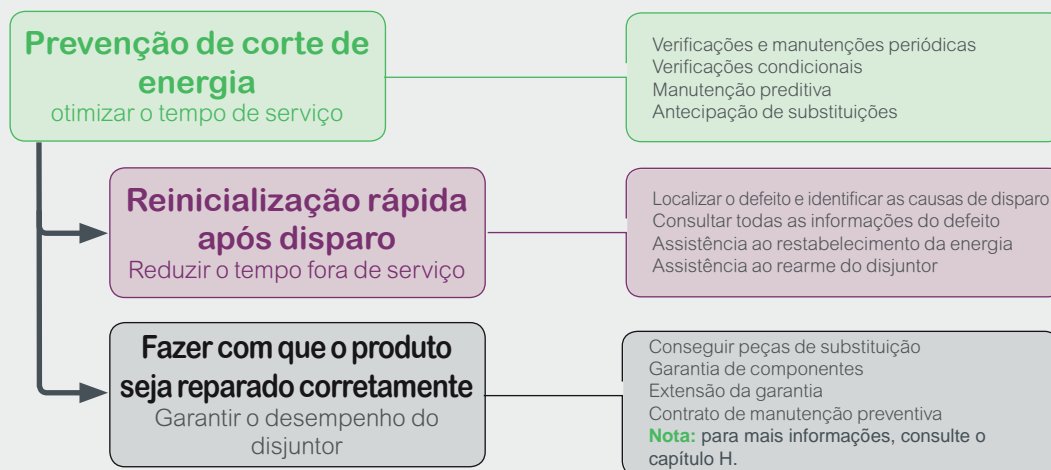 Prevenção de corte de
energia
otimizar o tempo de serviço
Verificações e manutenções periódicas
Verificações condicionais
Manutenção preditiva
Antecipação de substituições
Reinicialização rápida
após disparo
Reduzir o tempo fora de serviço
Localizar o defeito e identificar as causas de disparo
Consultar todas as informações do defeito
Assistência ao restabelecimento da energia
Assistência ao rearme do disjuntor
Fazer com que o produto
seja reparado corretamente
Garantir o desempenho do
disjuntor
Conseguir peças de substituição
Garantia de componentes
Extensão da garantia
Contrato de manutenção preventiva
Nota: para mais informações, consulte o
capítulo H.